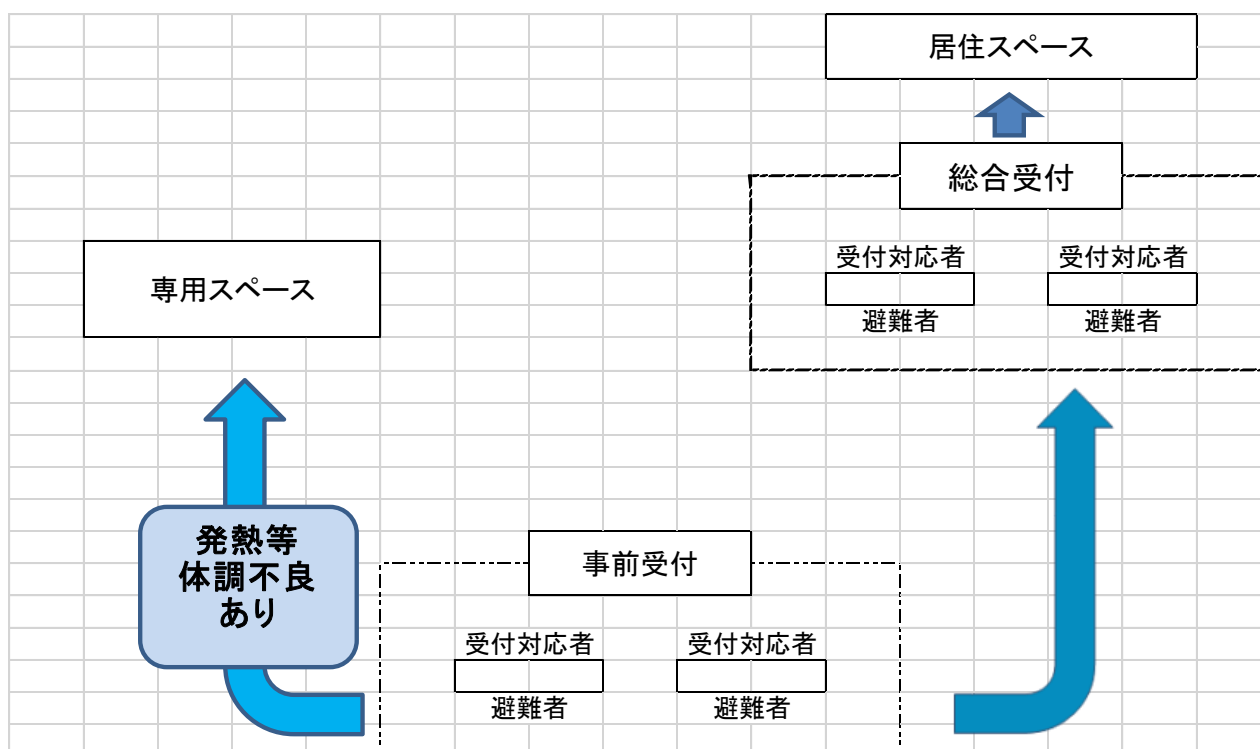 居住スペース
総合受付
受付対応者
受付対応者
避難者
避難者
専用スペース
発熱等
体調不良
あり
事前受付
受付対応者
受付対応者
避難者
避難者